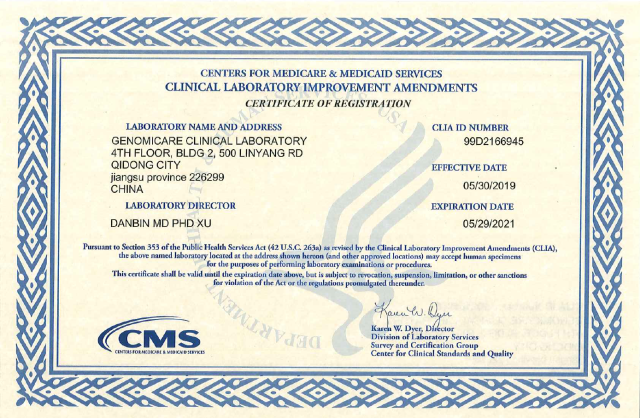 CENTERS FOR MEDICARE & MEDICAID SERVICES
CLINICAL LABORATORY IMPROVEMENT AMENDMENTS
CERTIFICATE OF REGISTRATION
LABORATORY NAME AND ADDRESS
GENOMICARE CLINICAL LABORATORY
4TH FLOOR, BLDG 2, 500 LINYANG RD
QIDONG CITY
jiangsu province 226299
CHINA
CLIA ID NUMBER
99D2166945
EFFECTIVE DATE
05/30/2019
LABORATORY DIRECTOR
DANBIN MD PHD XU
EXPIRATION DATE
05/29/2021
Pursuant to Section 353 of the Public Health Services Act (42 U.S.C. 263a) as revised by the Clinical Laboratory Improvement Amendments (CLIA),
the above named laboratory located at the address shown hereon (and other approved locations) may accept human specimens
for the purposes of performing laboratory examinations or procedures.
This certificate shall be valid until the expiration date above, but is subject to revocation, suspension, limitation, or other sanctions
for violation of the Act or the regulations promulgated thereunder.
Karen W. Dyer
Karen W. Dyer, Director
Division of Laboratory Services
Survey and Certification Group
Center for Clinical Standards and Quality
CMS
CENTERS FOR MEDICARE & MEDICAID SERVICES
DEPARTMENT
USA